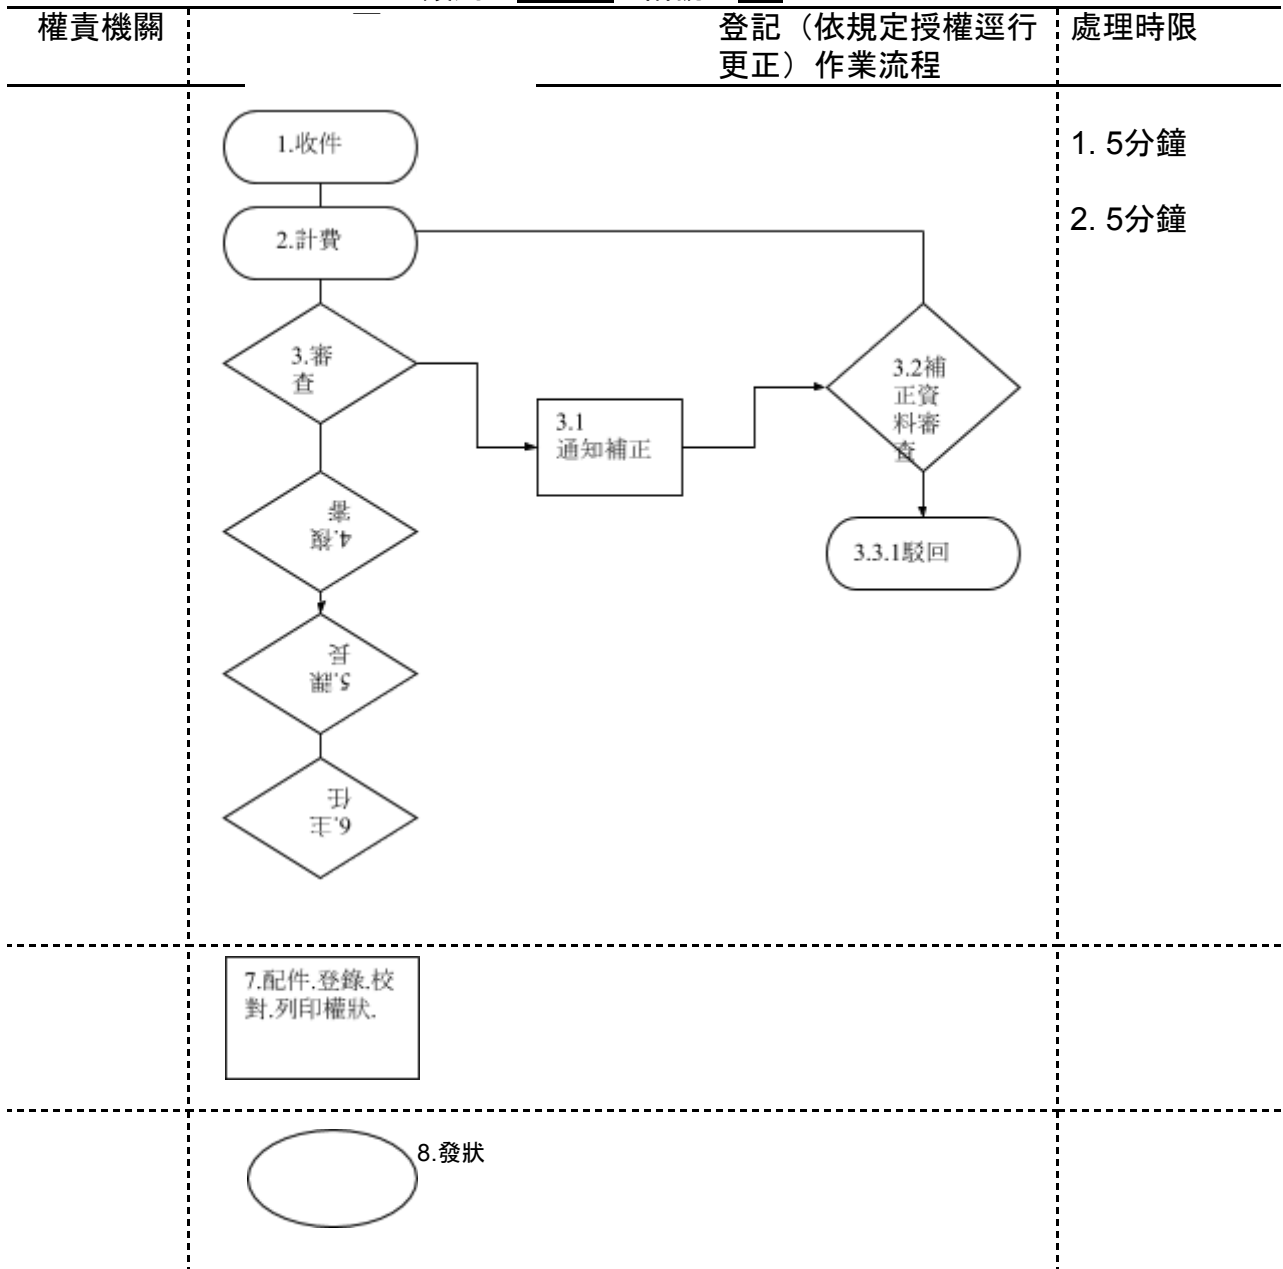 權責機關
登記（依規定授權逕行
更正）作業流程
處理時限
1.收件
1. 5分鐘
2.計費
2. 5分鐘
3.審
查
3.1
通知補正
3.2補
正資
料審
查
4.複
審
3.3.1駁回
5.課
長
6.主
任
7.配件.登錄.校
對.列印權狀.
8.發狀